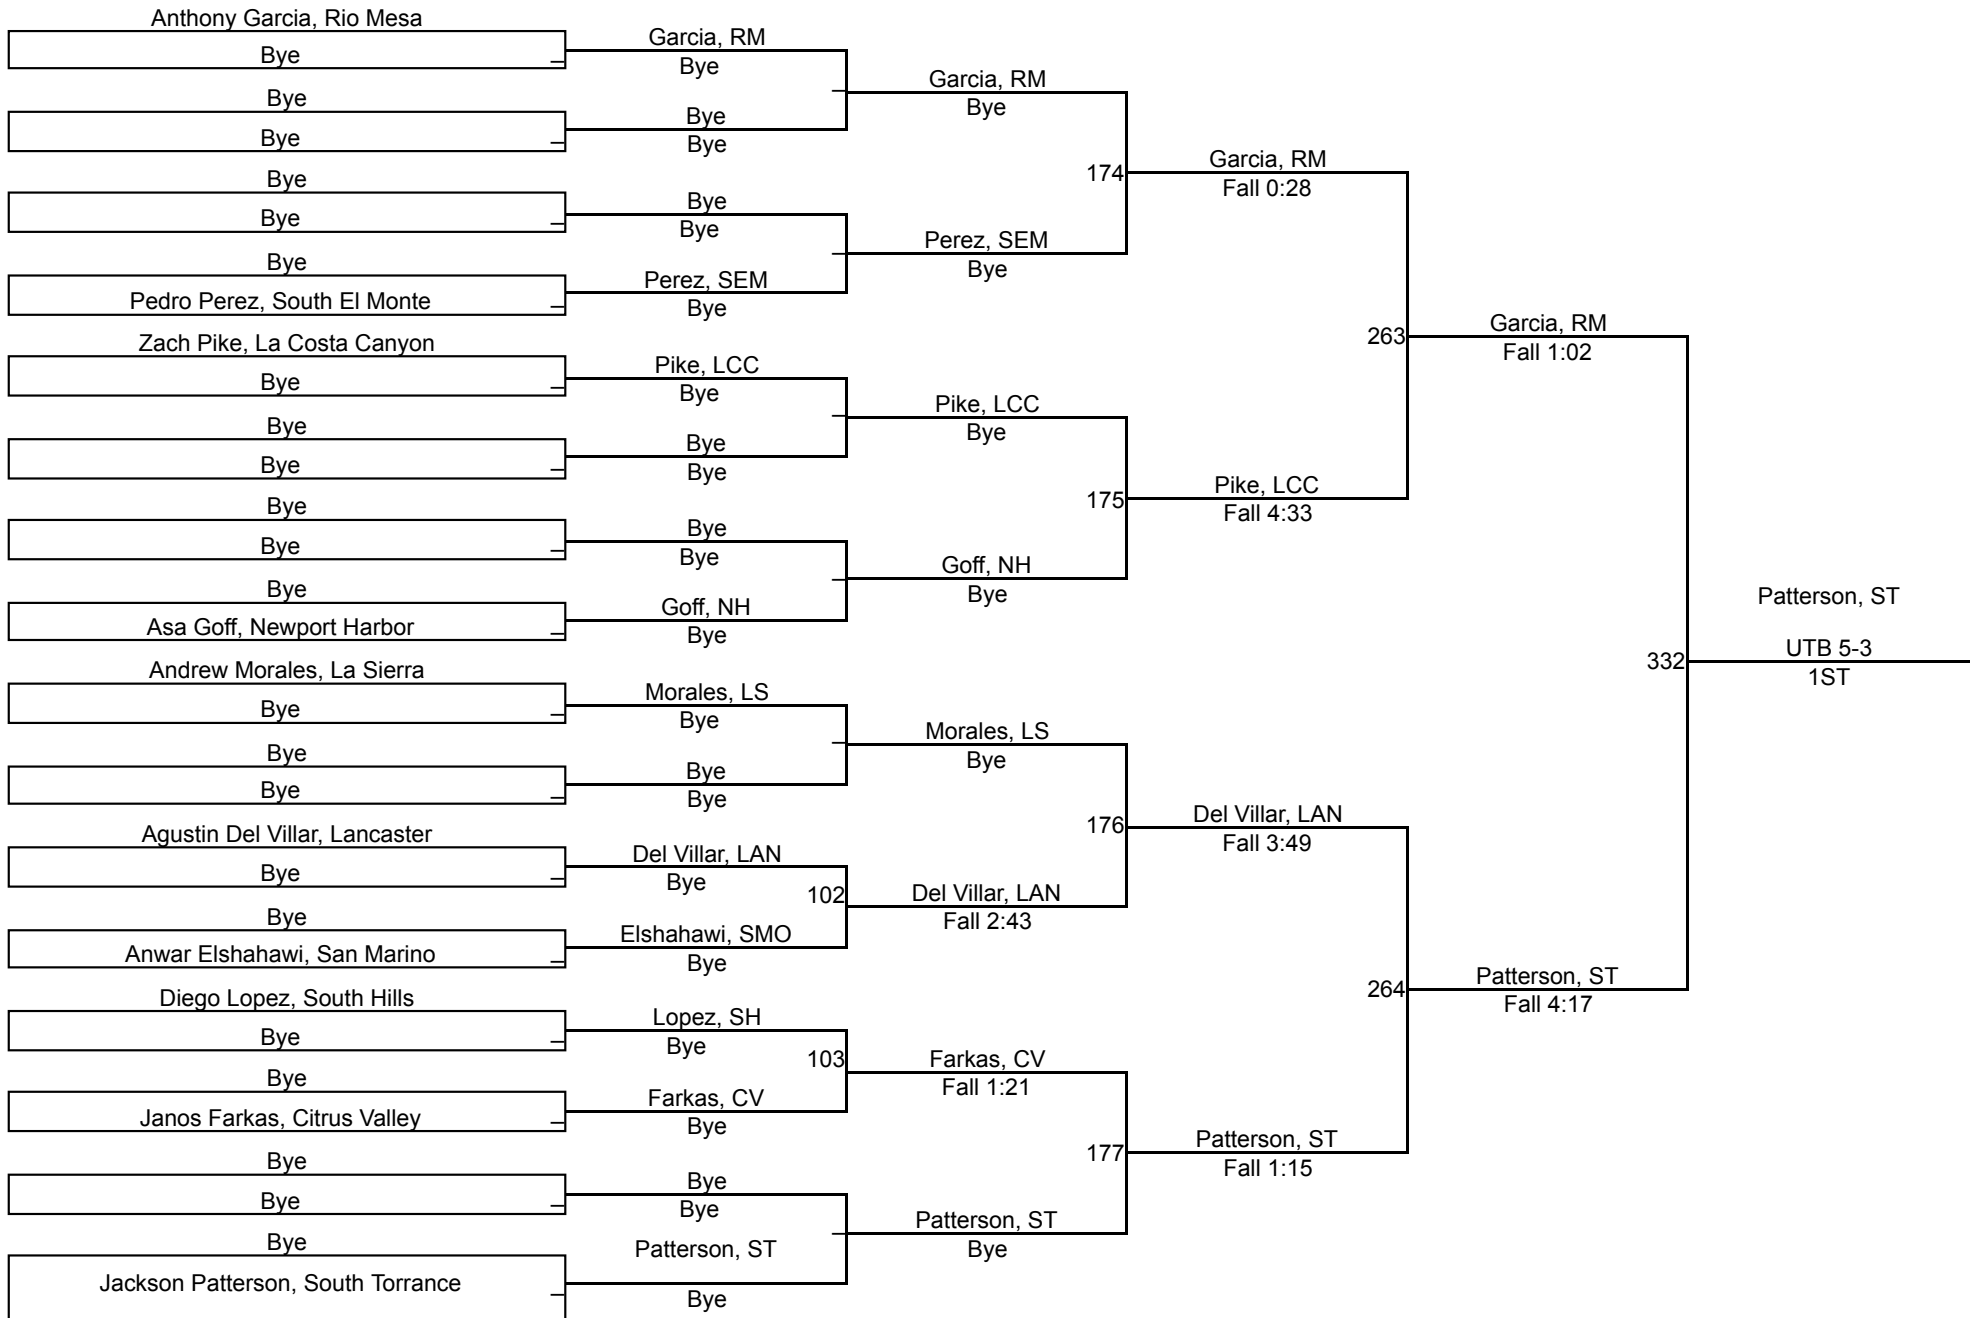 Anthony Garcia, Rio Mesa
Bye
Bye
Bye
Bye
Bye
Bye
Pedro Perez, South El Monte
Zach Pike, La Costa Canyon
Bye
Bye
Bye
Bye
Bye
Bye
Asa Goff, Newport Harbor
Andrew Morales, La Sierra
Bye
Bye
Bye
Agustin Del Villar, Lancaster
Bye
Bye
Anwar Elshahawi, San Marino
Diego Lopez, South Hills
Bye
Bye
Janos Farkas, Citrus Valley
Bye
Bye
Bye
Jackson Patterson, South Torrance
Garcia, RM
Bye
Bye
Bye
Bye
Bye
Perez, SEM
Bye
Pike, LCC
Bye
Bye
Bye
Bye
Bye
Goff, NH
Bye
Morales, LS
Bye
Bye
Bye
Del Villar, LAN
Bye
102
Elshahawi, SMO
Bye
Lopez, SH
Bye
103
Farkas, CV
Bye
Bye
Bye
Patterson, ST
Bye
Garcia, RM
Bye
174
Perez, SEM
Bye
Pike, LCC
Bye
175
Goff, NH
Bye
Morales, LS
Bye
176
Del Villar, LAN
Fall 2:43
Farkas, CV
Fall 1:21
177
Patterson, ST
Bye
Garcia, RM
Fall 0:28
263
Pike, LCC
Fall 4:33
Del Villar, LAN
Fall 3:49
264
Patterson, ST
Fall 1:15
Garcia, RM
Fall 1:02
332
Patterson, ST
Fall 4:17
Patterson, ST
UTB 5-3
1ST